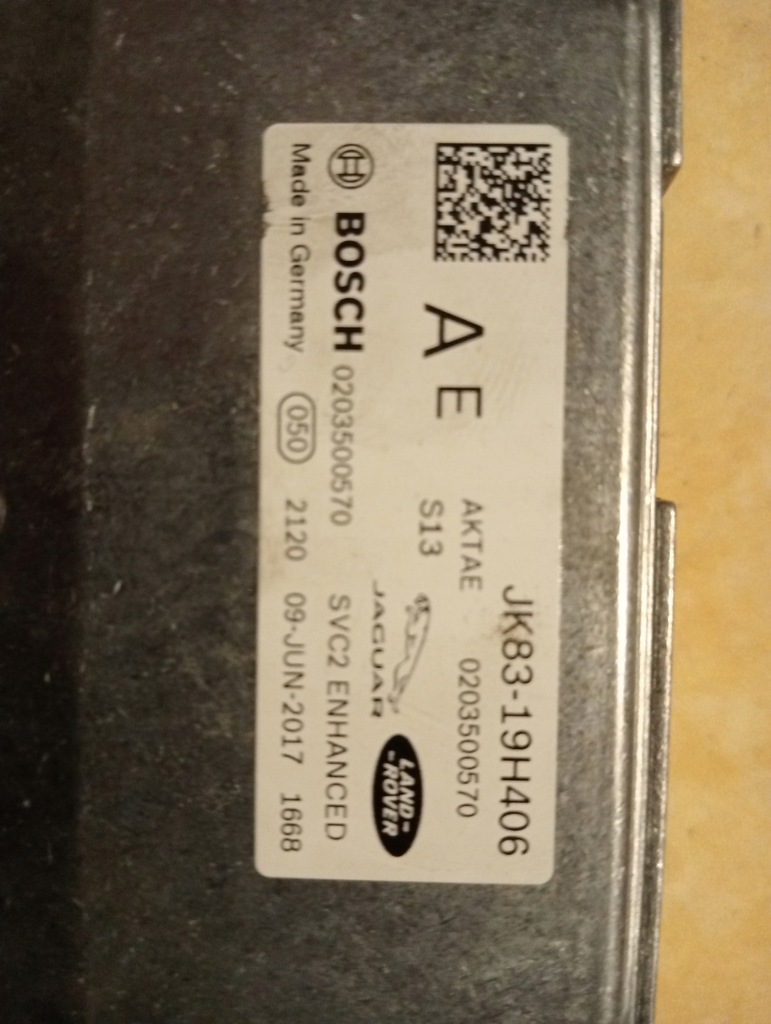 JK83-19H406
A E
AKTAE 0203500570
S13
JAGUAR
LAND-
-ROVER
BOSCH 0203500570 SVC2 ENHANCED
Made in Germany 050 2120 09-JUN-2017 1668